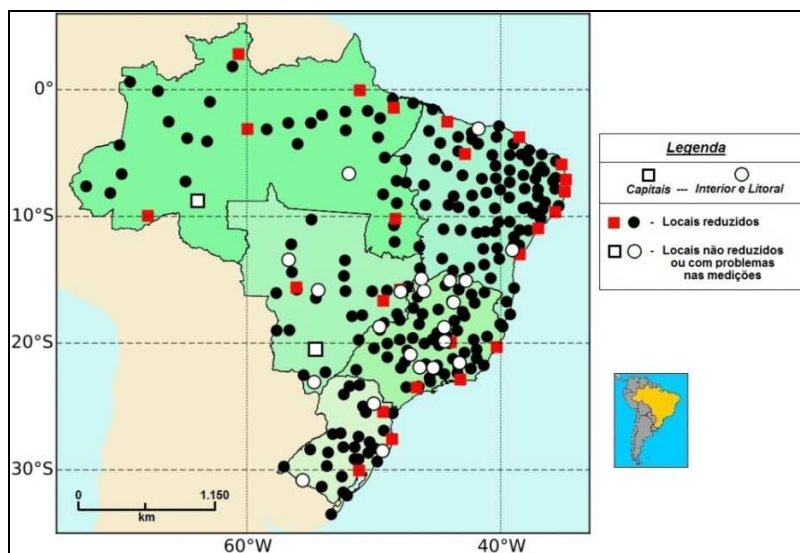 0°
10°S
20°S
30°S
0 1.150
km
60°W 40°W
Legenda
Capitais --- Interior e Litoral
- Locais reduzidos
- Locais não reduzidos
ou com problemas
nas medições